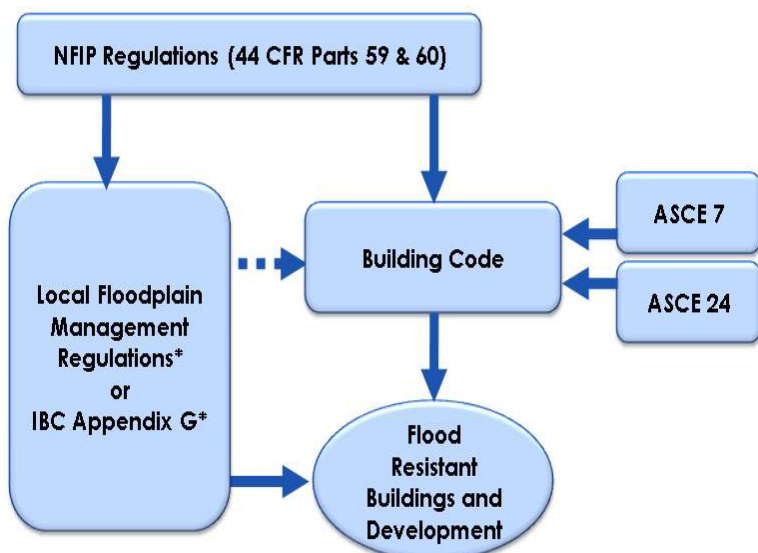 NFIP Regulations (44 CFR Parts 59 & 60)
Local Floodplain
Management
Regulations*
or
IBC Appendix G*
Building Code
ASCE 7
ASCE 24
Flood
Resistant
Buildings and
Development